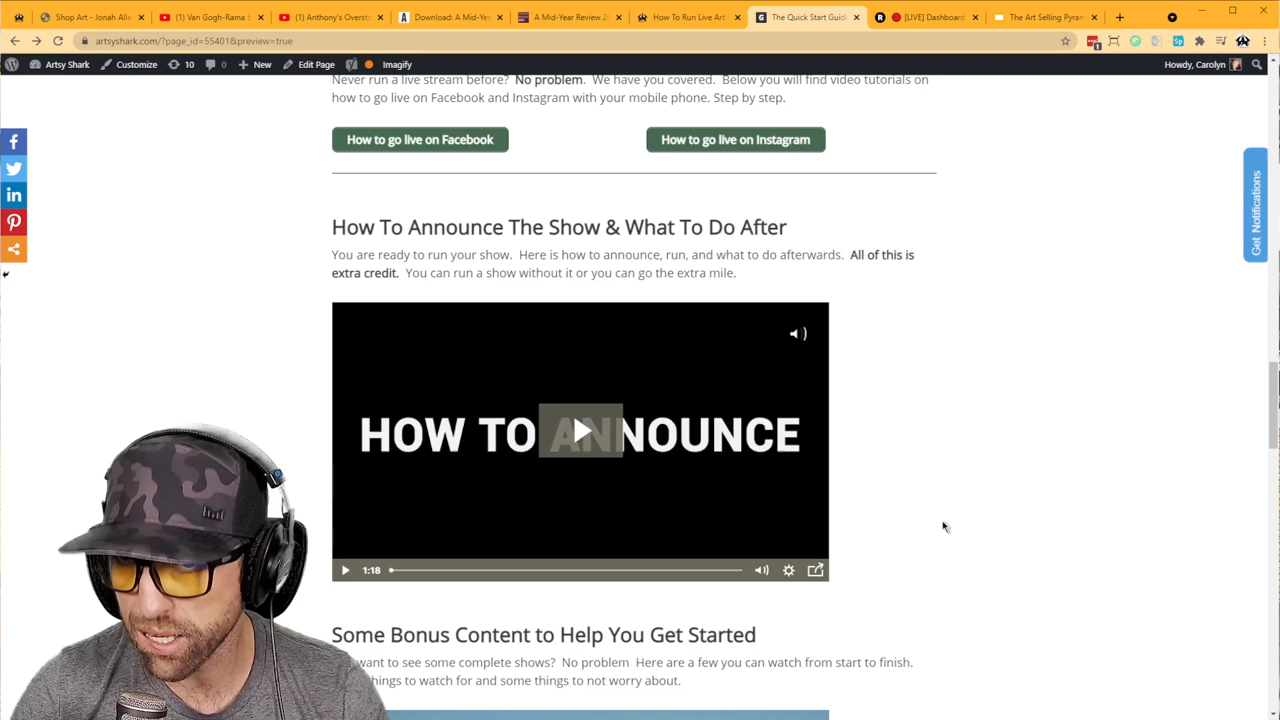 Shop Art - Jonah Alle
(1) Van Gogh-Rama b
(1) Anthony's Overst
Download: A Mid-Ye
A Mid-Year Review 2
How To Run Live Art
The Quick Start Guid
[LIVE] Dashboard
The Art Selling Pyram
artsyshark.com/?page_id=55401&preview=true
Artsy Shark
Customize
10
0
New
Edit Page
Imagify
Howdy, Carolyn
Never run a live stream before? No problem. We have you covered. Below you will find video tutorials on
how to go live on Facebook and Instagram with your mobile phone. Step by step.
How to go live on Facebook
How to go live on Instagram
Get Notifications
How To Announce The Show & What To Do After
You are ready to run your show. Here is how to announce, run, and what to do afterwards. All of this is
extra credit. You can run a show without it or you can go the extra mile.
HOW TO ANNOUNCE
1:18
Some Bonus Content to Help You Get Started
want to see some complete shows? No problem Here are a few you can watch from start to finish.
things to watch for and some things to not worry about.